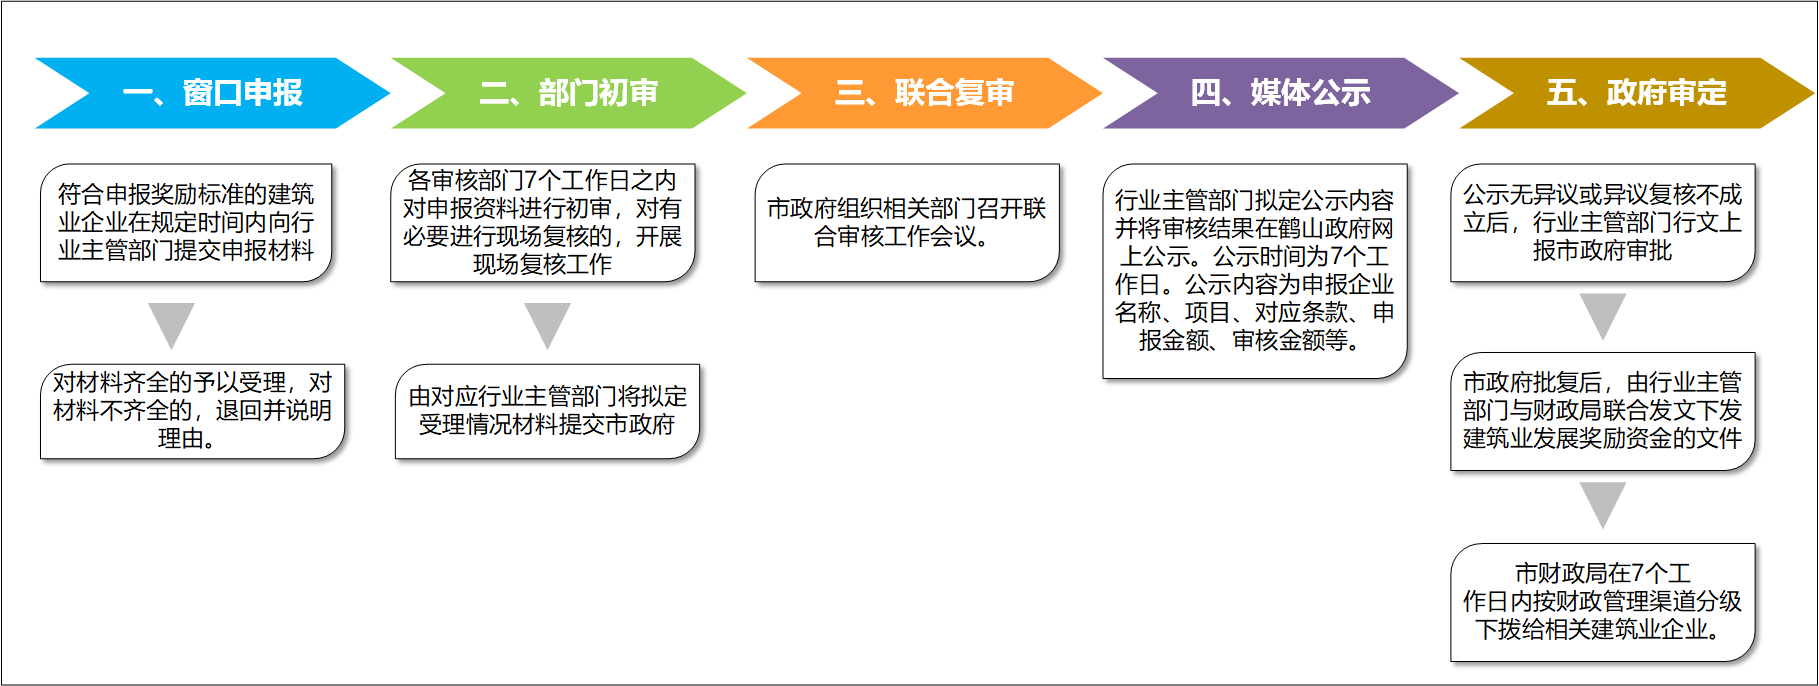 一、窗口申报
二、部门初审
三、联合复审
四、媒体公示
五、政府审定
符合申报奖励标准的建筑
业企业在规定时间内向行
业主管部门提交申报材料
对材料齐全的予以受理，对
材料不齐全的，退回并说明
理由。
各审核部门7个工作日之内
对申报资料进行初审，对有
必要进行现场复核的，开展
现场复核工作
由对应行业主管部门将拟定
受理情况材料提交市政府
市政府组织相关部门召开联
合审核工作会议。
行业主管部门拟定公示内容
并将审核结果在鹤山政府网
上公示。公示时间为7个工
作日。公示内容为申报企业
名称、项目、对应条款、申
报金额、审核金额等。
公示无异议或异议复核不成
立后，行业主管部门行文上
报市政府审批
市政府批复后，由行业主管
部门与财政局联合发文下发
建筑业发展奖励资金的文件
市财政局在7个工
作日内按财政管理渠道分级
下拨给相关建筑业企业。